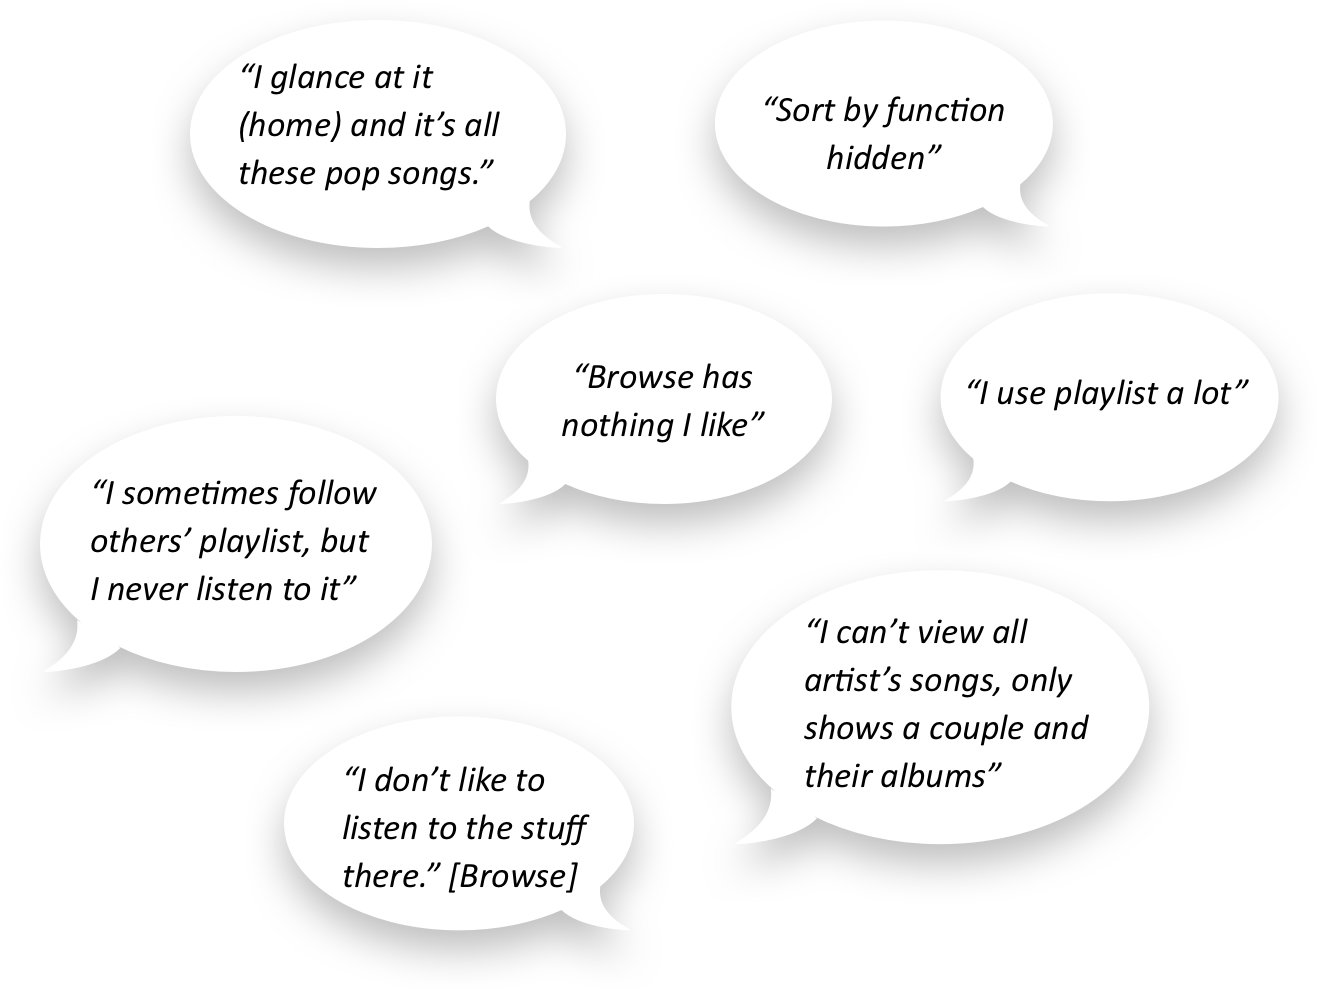 “I glance at it
(home) and it’s all
these pop songs.”
“Sort by function
hidden”
“Browse has
nothing I like”
“I use playlist a lot”
“I sometimes follow
others’ playlist, but
I never listen to it”
“I can’t view all
artist’s songs, only
shows a couple and
their albums”
“I don’t like to
listen to the stuff
there.” [Browse]